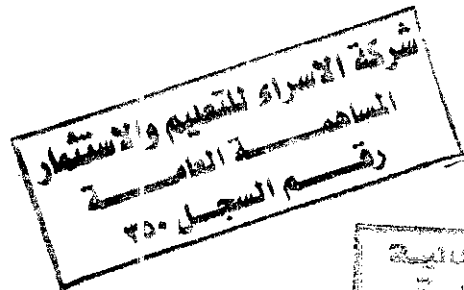 شركة الاسراء للتعليم والاستثمار
المساهمة العامة
رقم السجل ٣٥٠